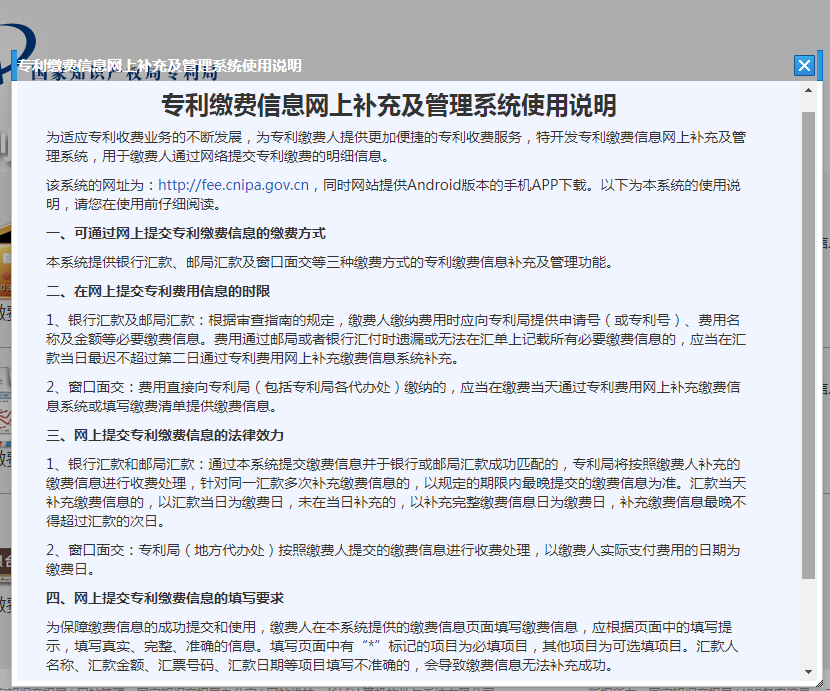 国家知识产权局专利局
专利缴费信息网上补充及管理系统使用说明
专利缴费信息网上补充及管理系统使用说明
为适应专利收费业务的不断发展，为专利缴费人提供更加便捷的专利收费服务，特开发专利缴费信息网上补充及管
理系统，用于缴费人通过网络提交专利缴费的明细信息。
该系统的网址为：http://fee.cnipa.gov.cn，同时网站提供Android版本的手机APP下载。以下为本系统的使用说
明，请您在使用前仔细阅读。
一、可通过网上提交专利缴费信息的缴费方式
本系统提供银行汇款、邮局汇款及窗口面交等三种缴费方式的专利缴费信息补充及管理功能。
二、在网上提交专利费用信息的时限
1、银行汇款及邮局汇款：根据审查指南的规定，缴费人缴纳费用时应向专利局提供申请号（或专利号）、费用名
称及金额等必要缴费信息。费用通过邮局或者银行汇付时遗漏或无法在汇单上记载所有必要缴费信息的，应当在汇
款当日最迟不超过第二日通过专利费用网上补充缴费信息系统补充。
2、窗口面交：费用直接向专利局（包括专利局各代办处）缴纳的，应当在缴费当天通过专利费用网上补充缴费信
息系统或填写缴费清单提供缴费信息。
三、网上提交专利缴费信息的法律效力
1、银行汇款和邮局汇款：通过本系统提交缴费信息并于银行或邮局汇款成功匹配的，专利局将按照缴费人补充的
缴费信息进行收费处理，针对同一汇款多次补充缴费信息的，以规定的期限内最晚提交的缴费信息为准。汇款当天
补充缴费信息的，以汇款当日为缴费日，未在当日补充的，以补充完整缴费信息日为缴费日，补充缴费信息最晚不
得超过汇款的次日。
2、窗口面交：专利局（地方代办处）按照缴费人提交的缴费信息进行收费处理，以缴费人实际支付费用的日期为
缴费日。
四、网上提交专利缴费信息的填写要求
为保障缴费信息的成功提交和使用，缴费人在本系统提供的缴费信息页面填写缴费信息，应根据页面中的填写提
示，填写真实、完整、准确的信息。填写页面中有“*”标记的项目为必填项目，其他项目为可选填项目。汇款人
名称、汇款金额、汇票号码、汇款日期等项目填写不准确的，会导致缴费信息无法补充成功。